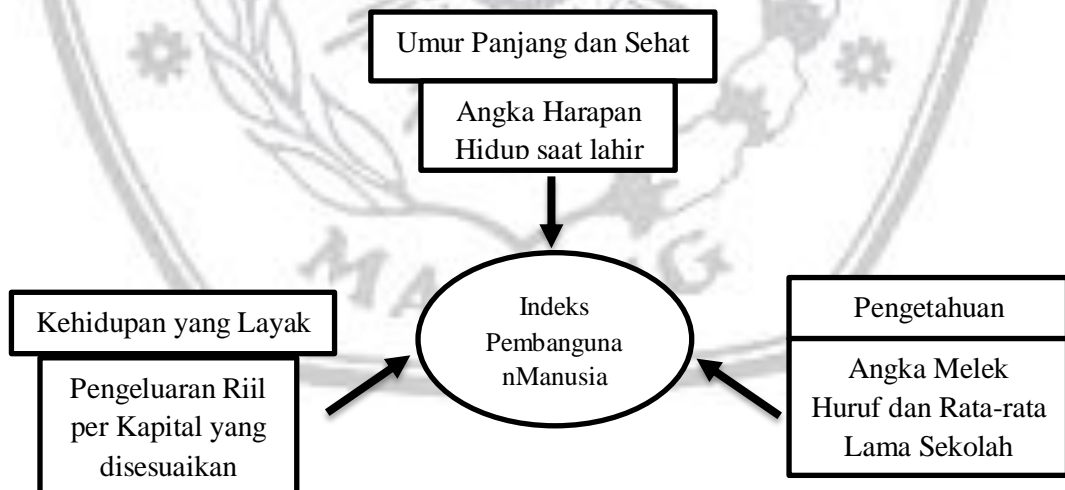 Umur Panjang dan Sehat
Angka Harapan
Hidup saat lahir
Kehidupan yang Layak
Pengeluaran Riil
per Kapital yang
disesuaikan
Indeks
Pembanguna
nManusia
Pengetahuan
Angka Melek
Huruf dan Rata-rata
Lama Sekolah